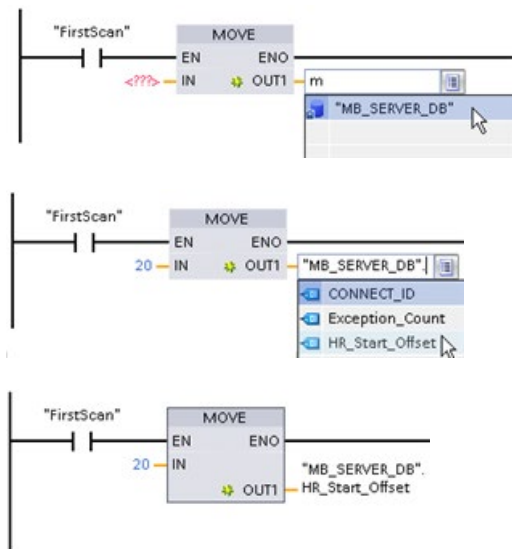 "FirstScan"
MOVE
EN ENO
<???> IN OUT1 m
"MB_SERVER_DB"
"FirstScan"
MOVE
EN ENO
20 IN OUT1 "MB_SERVER_DB".
CONNECT_ID
Exception_Count
HR_Start_Offset
"FirstScan"
MOVE
EN ENO
20 IN
"MB_SERVER_DB".
OUT1 HR_Start_Offset